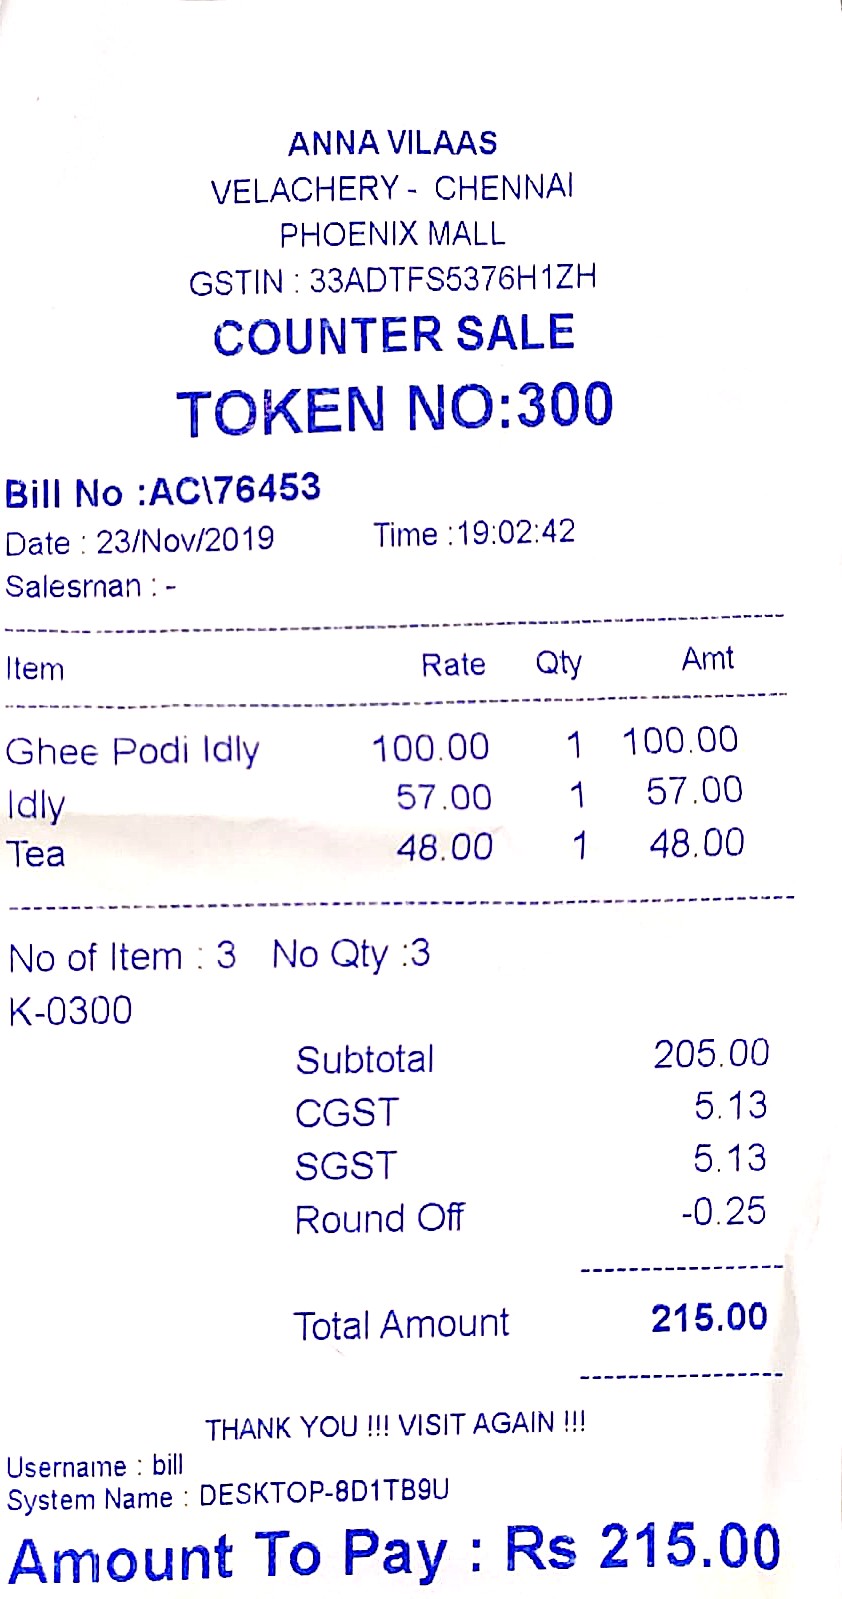 ANNA VILAAS
VELACHERY - CHENNAI
PHOENIX MALL
GSTIN : 33ADTFS5376H1ZH
COUNTER SALE
TOKEN NO:300
Bill No :AC\76453
Date : 23/Nov/2019 Time :19:02:42
Salesman : -
Item Rate Qty Amt
Ghee Podi Idly 100.00 1 100.00
Idly 57.00 1 57.00
Tea 48.00 1 48.00
No of Item : 3 No Qty :3
K-0300
Subtotal 205.00
CGST 5.13
SGST 5.13
Round Off -0.25
Total Amount 215.00
THANK YOU !!! VISIT AGAIN !!!
Username : bill
System Name : DESKTOP-8D1TB9U
Amount To Pay : Rs 215.00